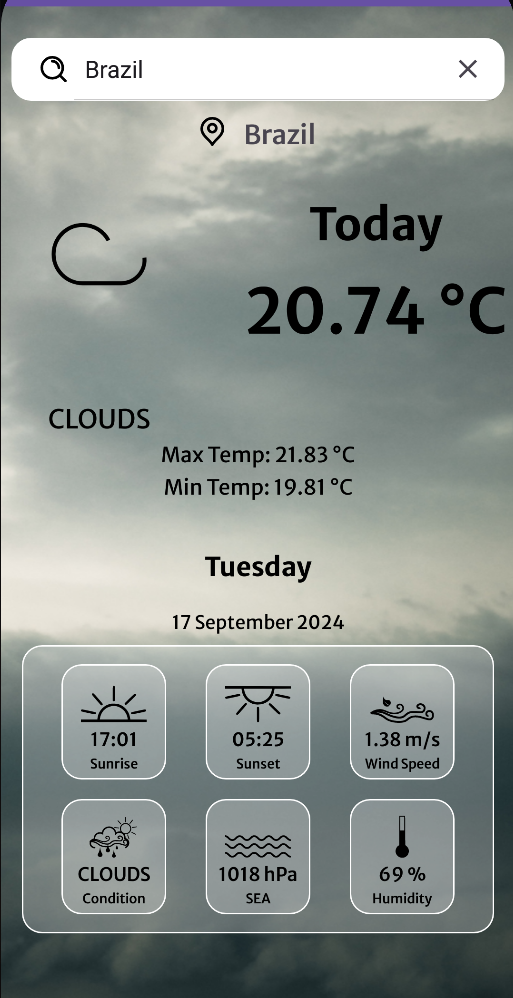 Brazil
Brazil
Today
20.74 °C
CLOUDS
Max Temp: 21.83 °C
Min Temp: 19.81 °C
Tuesday
17 September 2024
17:01
Sunrise
05:25
Sunset
1.38 m/s
Wind Speed
CLOUDS
Condition
1018 hPa
SEA
69 %
Humidity